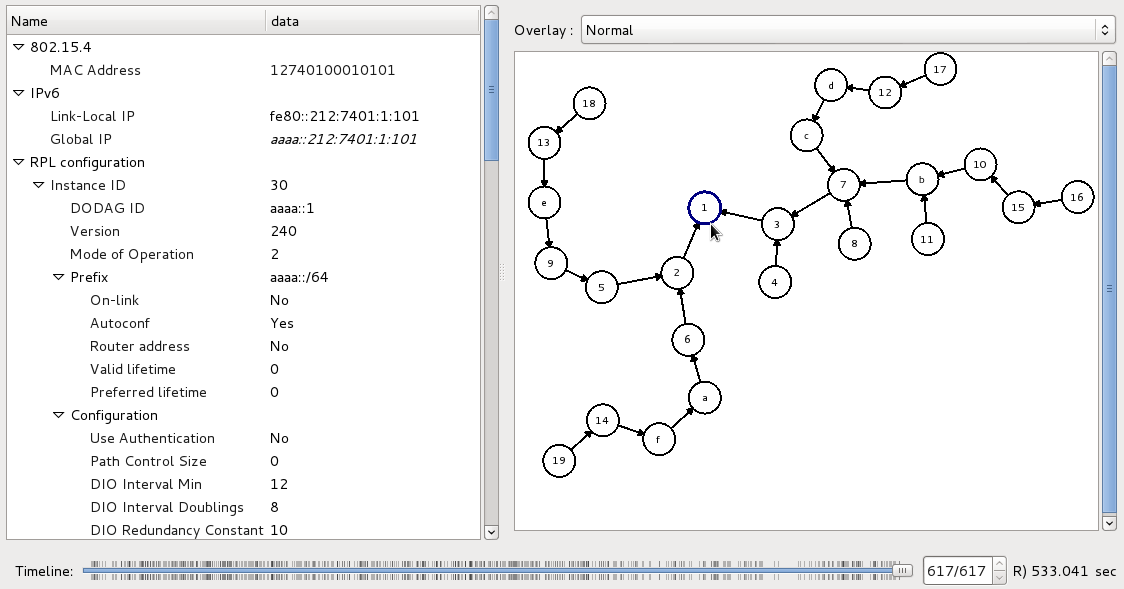 Name data
802.15.4
MAC Address 12740100010101
IPv6
Link-Local IP fe80::212:7401:1:101
Global IP aaaa::212:7401:1:101
RPL configuration
Instance ID 30
DODAG ID aaaa::1
Version 240
Mode of Operation 2
Prefix aaaa::/64
On-link No
Autoconf Yes
Router address No
Valid lifetime 0
Preferred lifetime 0
Configuration
Use Authentication No
Path Control Size 0
DIO Interval Min 12
DIO Interval Doublings 8
DIO Redundancy Constant 10
Overlay : Normal
17
d
12
18
c
13
10
7
b
16
e
1
15
3
8
11
9
2
4
5
6
a
14
f
19
Timeline: 617/617 R) 533.041 sec